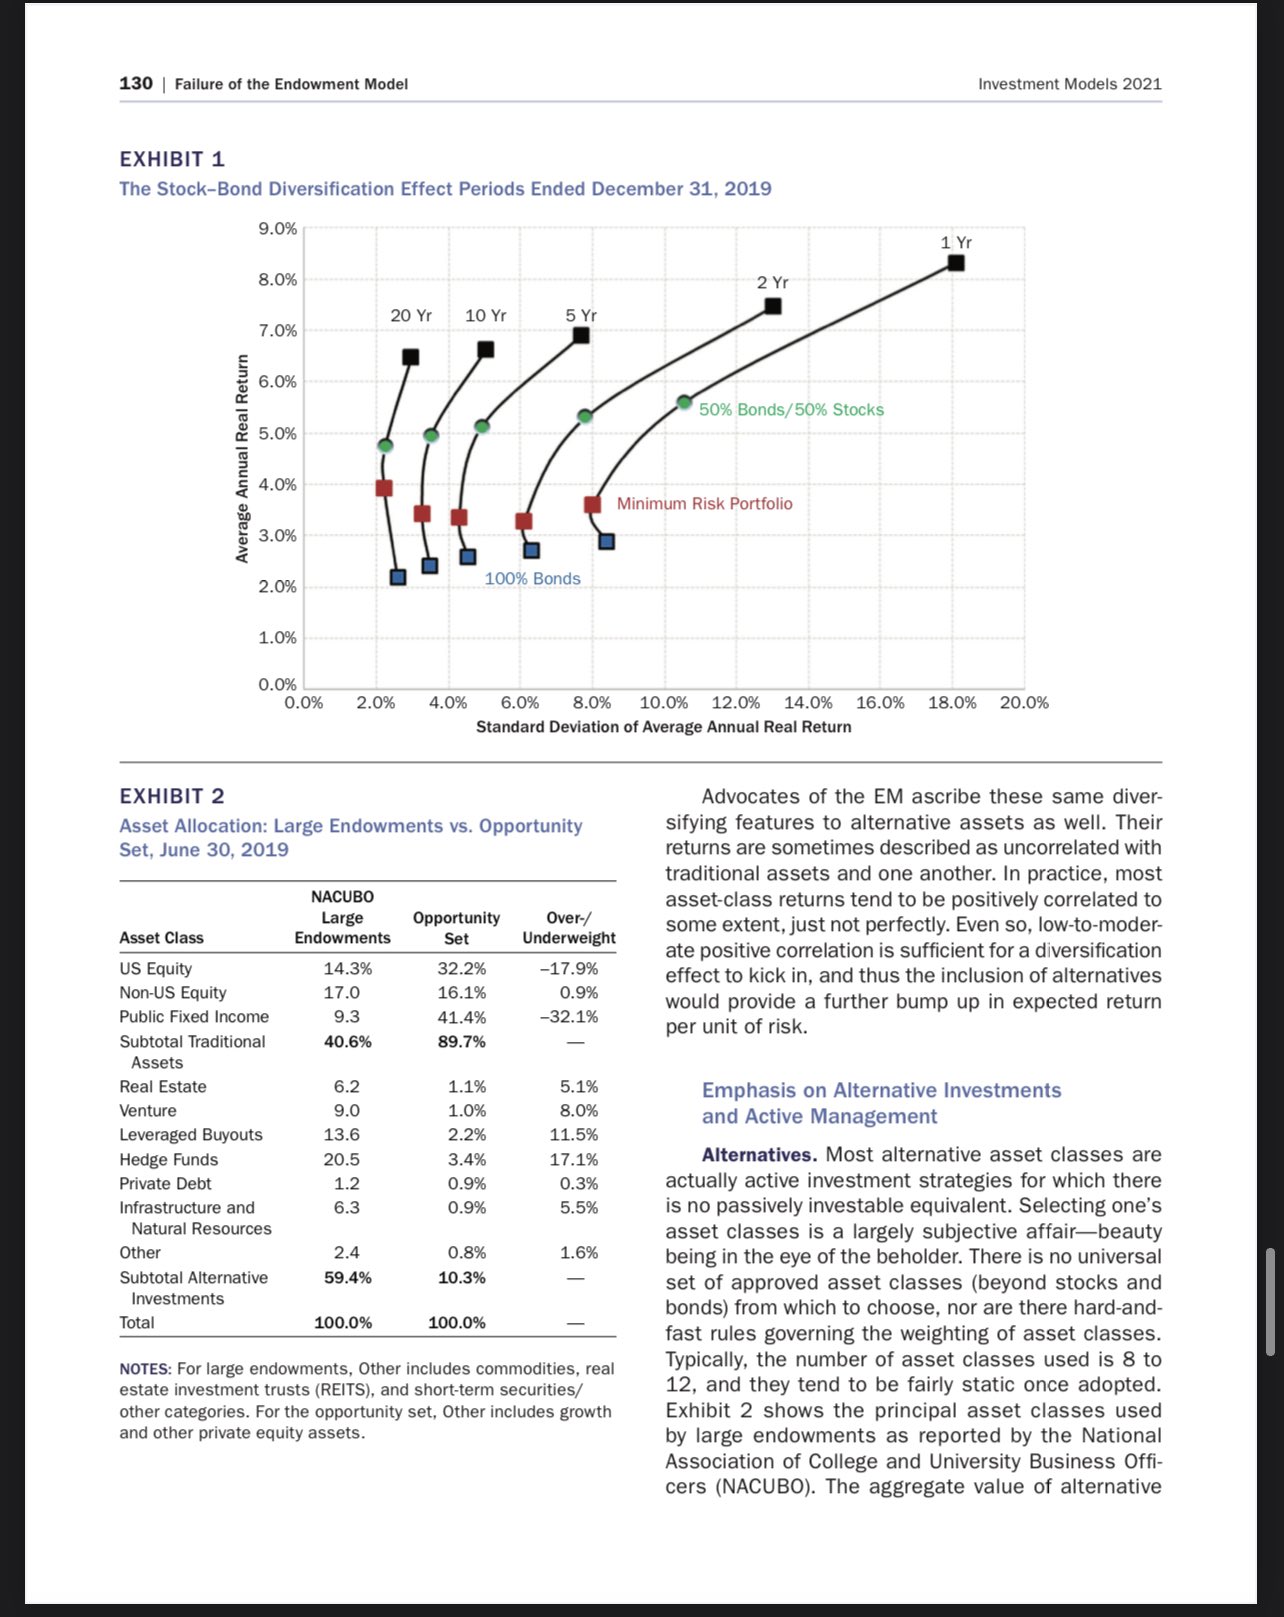 130 | Failure of the Endowment Model
Investment Models 2021
EXHIBIT 1
The Stock–Bond Diversification Effect Periods Ended December 31, 2019
9.0%
8.0%
7.0%
6.0%
5.0%
4.0%
3.0%
2.0%
1.0%
0.0%
Average Annual Real Return
20 Yr
10 Yr
5 Yr
2 Yr
1 Yr
50% Bonds/50% Stocks
Minimum Risk Portfolio
100% Bonds
0.0% 2.0% 4.0% 6.0% 8.0% 10.0% 12.0% 14.0% 16.0% 18.0% 20.0%
Standard Deviation of Average Annual Real Return
EXHIBIT 2
Asset Allocation: Large Endowments vs. Opportunity
Set, June 30, 2019
NACUBO
Large Opportunity Over-/
Asset Class Endowments Set Underweight
US Equity 14.3% 32.2% –17.9%
Non-US Equity 17.0 16.1% 0.9%
Public Fixed Income 9.3 41.4% –32.1%
Subtotal Traditional 40.6% 89.7% —
Assets
Real Estate 6.2 1.1% 5.1%
Venture 9.0 1.0% 8.0%
Leveraged Buyouts 13.6 2.2% 11.5%
Hedge Funds 20.5 3.4% 17.1%
Private Debt 1.2 0.9% 0.3%
Infrastructure and 6.3 0.9% 5.5%
Natural Resources
Other 2.4 0.8% 1.6%
Subtotal Alternative 59.4% 10.3% —
Investments
Total 100.0% 100.0% —
NOTES: For large endowments, Other includes commodities, real
estate investment trusts (REITS), and short-term securities/
other categories. For the opportunity set, Other includes growth
and other private equity assets.
Advocates of the EM ascribe these same diver-
sifying features to alternative assets as well. Their
returns are sometimes described as uncorrelated with
traditional assets and one another. In practice, most
asset-class returns tend to be positively correlated to
some extent, just not perfectly. Even so, low-to-moder-
ate positive correlation is sufficient for a diversification
effect to kick in, and thus the inclusion of alternatives
would provide a further bump up in expected return
per unit of risk.
Emphasis on Alternative Investments
and Active Management
Alternatives. Most alternative asset classes are
actually active investment strategies for which there
is no passively investable equivalent. Selecting one’s
asset classes is a largely subjective affair—beauty
being in the eye of the beholder. There is no universal
set of approved asset classes (beyond stocks and
bonds) from which to choose, nor are there hard-and-
fast rules governing the weighting of asset classes.
Typically, the number of asset classes used is 8 to
12, and they tend to be fairly static once adopted.
Exhibit 2 shows the principal asset classes used
by large endowments as reported by the National
Association of College and University Business Offi-
cers (NACUBO). The aggregate value of alternative